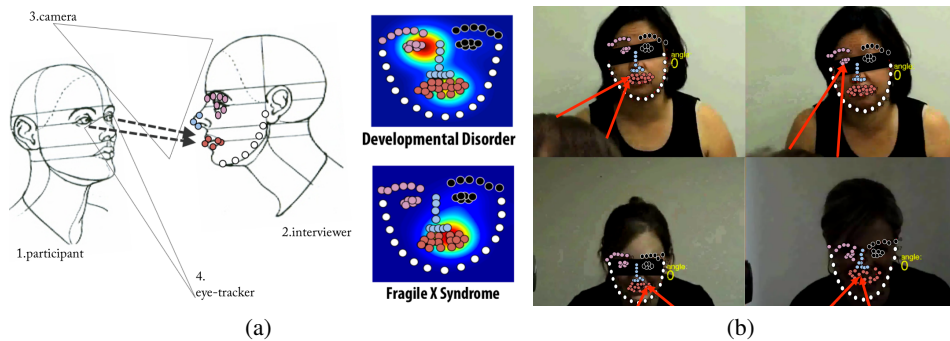 3.camera
1.participant
2.interviewer
4.
eye-tracker
Developmental Disorder
Fragile X Syndrome
(a)
angle:
0
angle:
0
angle:
0
angle:
0
(b)